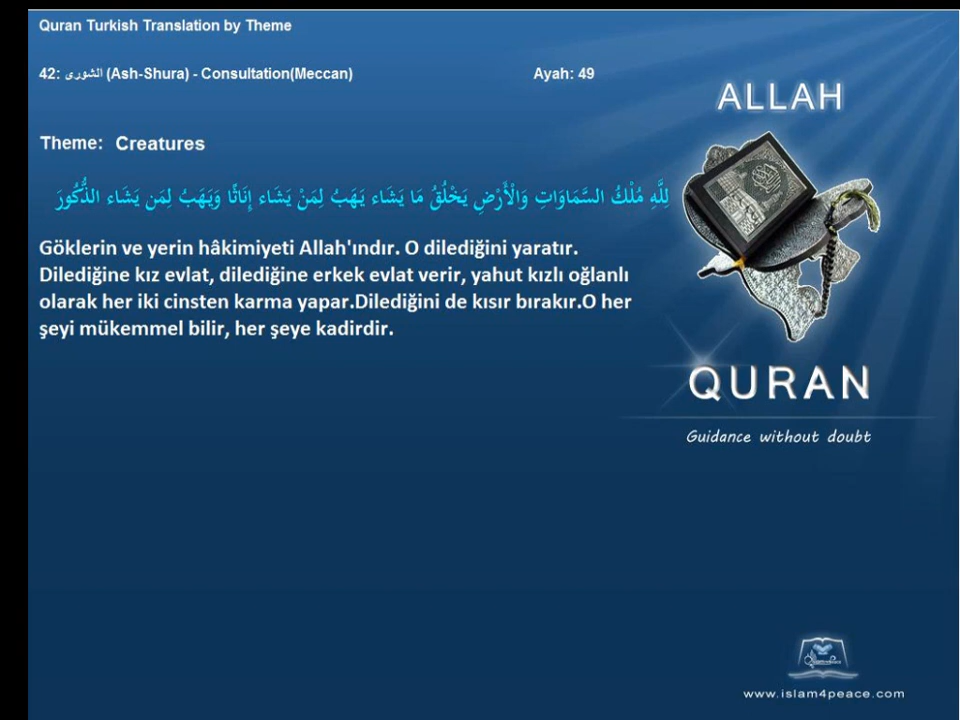 Quran Turkish Translation by Theme
42: الشورى (Ash-Shura) - Consultation(Meccan)
Ayah: 49
Theme: Creatures
لِلَّهِ مُلْكُ السَّمَاوَاتِ وَالْأَرْضِ يَخْلُقُ مَا يَشَاء يَهَبُ لِمَنْ يَشَاء إِنَاثًا وَيَهَبُ لِمَن يَشَاء الذُّكُورَ
Göklerin ve yerin hâkimiyeti Allah'ındır. O dilediğini yaratır.
Dilediğine kız evlat, dilediğine erkek evlat verir, yahut kızlı oğlanlı
olarak her iki cinsten karma yapar.Dilediğini de kısır bırakır.O her
şeyi mükemmel bilir, her şeye kadirdir.
ALLAH
QURAN
Guidance without doubt
www.islam4peace.com